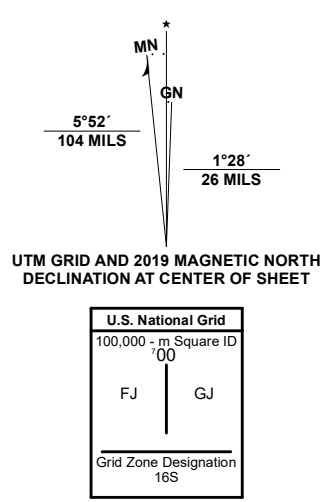 MN
GN
5°52´
104 MILS
1°28´
26 MILS
UTM GRID AND 2019 MAGNETIC NORTH
DECLINATION AT CENTER OF SHEET
U.S. National Grid
100,000 - m Square ID
⁷00
FJ GJ
Grid Zone Designation
16S